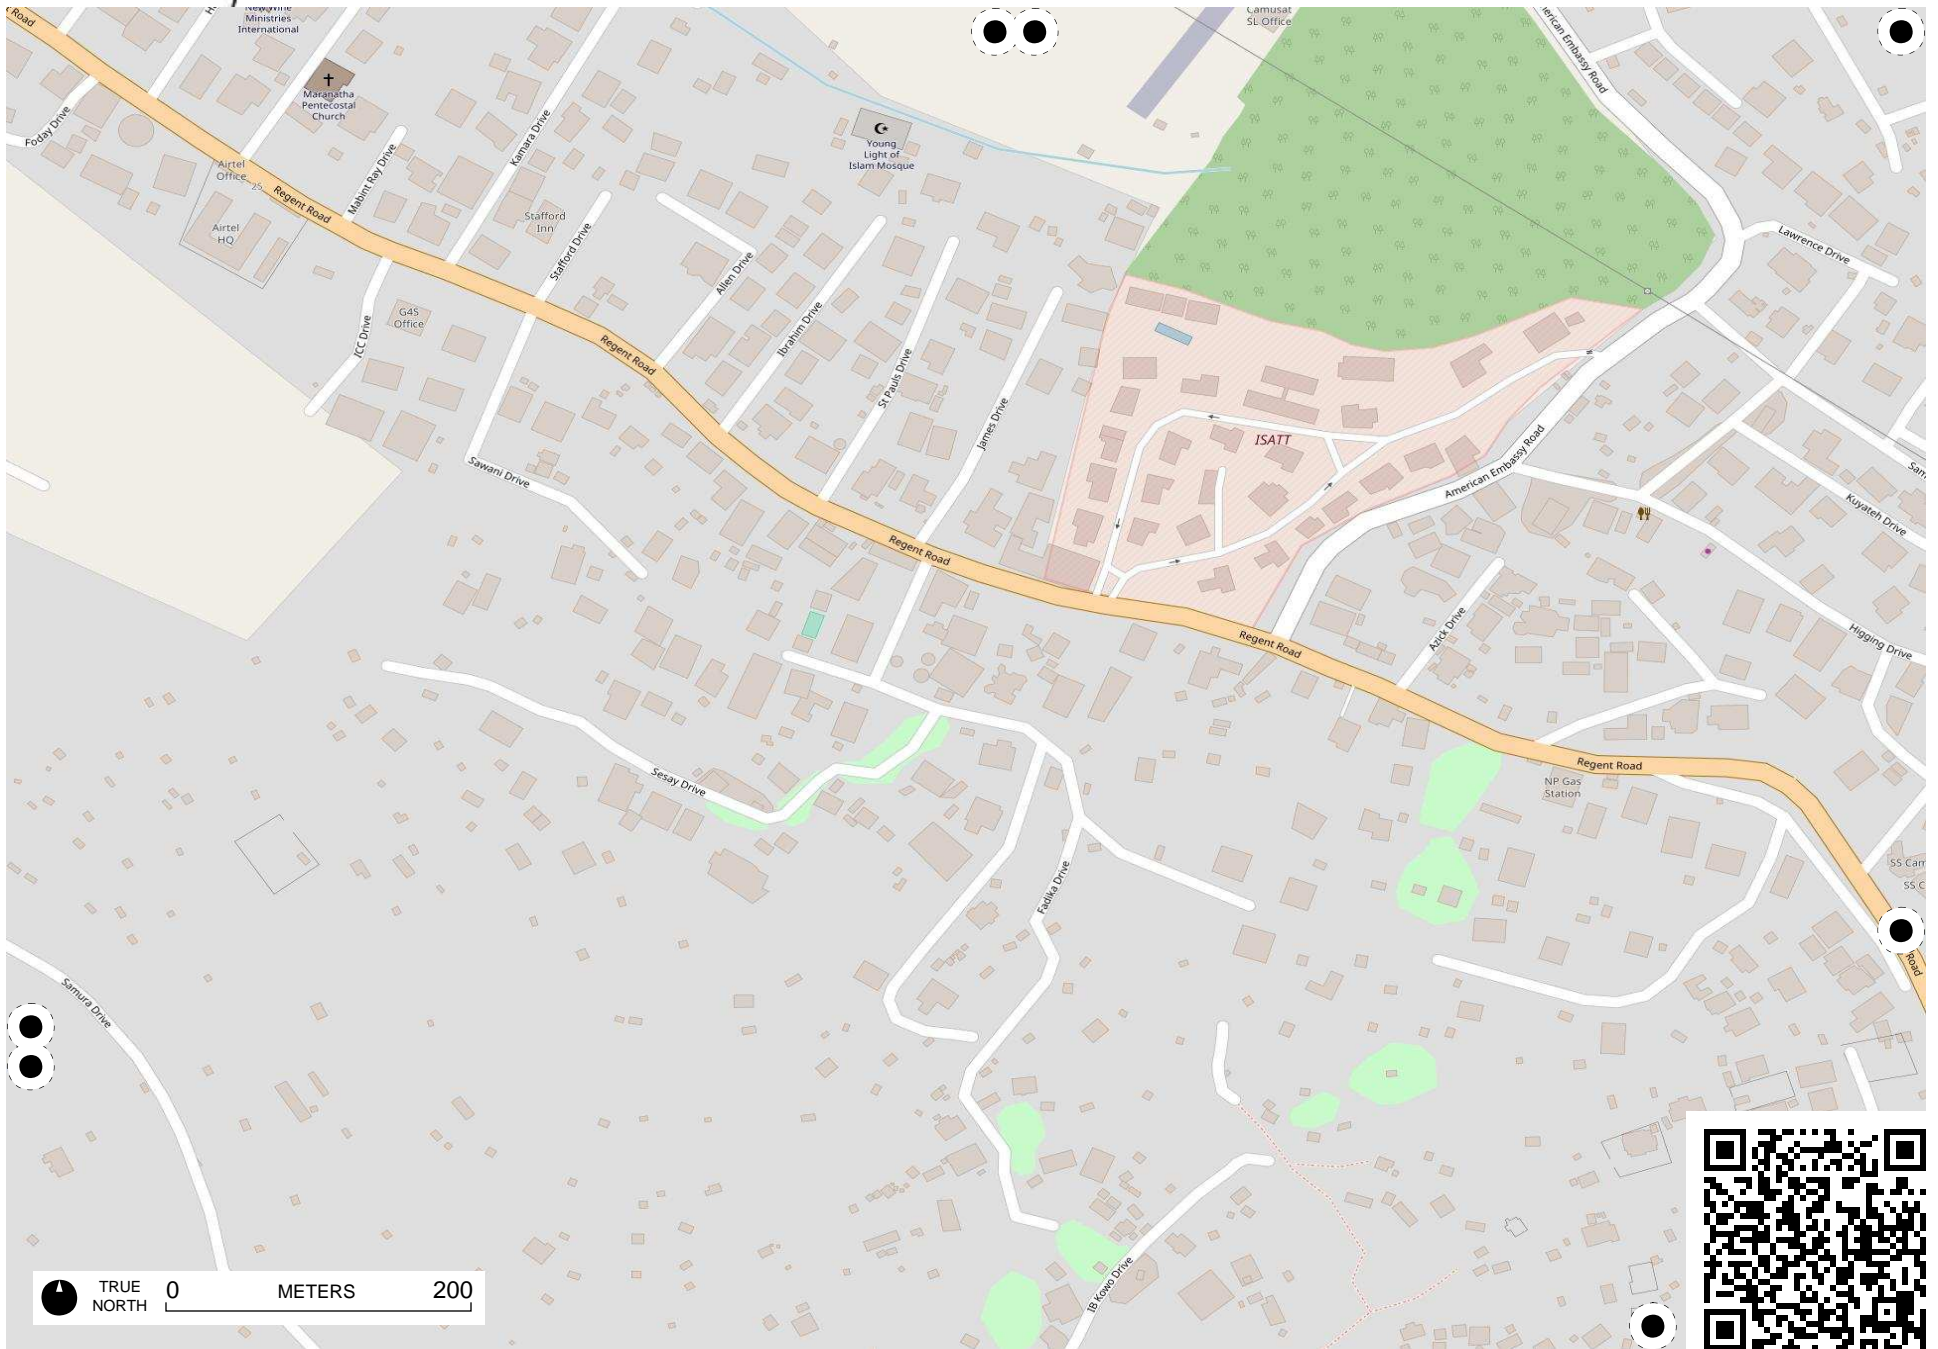 Road
New Wine
Ministries
International
Camusat
SL Office
American Embassy Road
Maranatha
Pentecostal
Church
Foday Drive
Kamara Drive
Young
Light of
Islam Mosque
Airtel
Office
25
Mabint Ray Drive
Regent Road
Airtel
HQ
Stafford
Inn
Stafford Drive
Lawrence Drive
Allen Drive
G4S
Office
ICC Drive
Ibrahim Drive
Regent Road
St Pauls Drive
James Drive
ISATT
American Embassy Road
Sawani Drive
Kuyateh Drive
Regent Road
Azick Drive
Regent Road
Higging Drive
Sesay Drive
Regent Road
NP Gas
Station
Fadika Drive
Road
Samura Drive
IB Kowo Drive
TRUE
NORTH
0 METERS 200